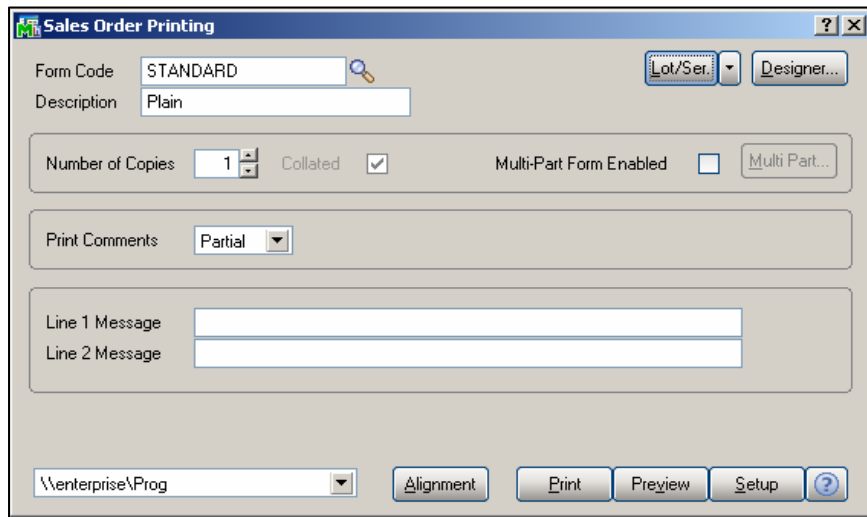 Sales Order Printing
Form Code STANDARD Lot/Ser. Designer...
Description Plain
Number of Copies 1 Collated Multi-Part Form Enabled Multi Part...
Print Comments Partial
Line 1 Message
Line 2 Message
\\enterprise\Prog Alignment Print Preview Setup